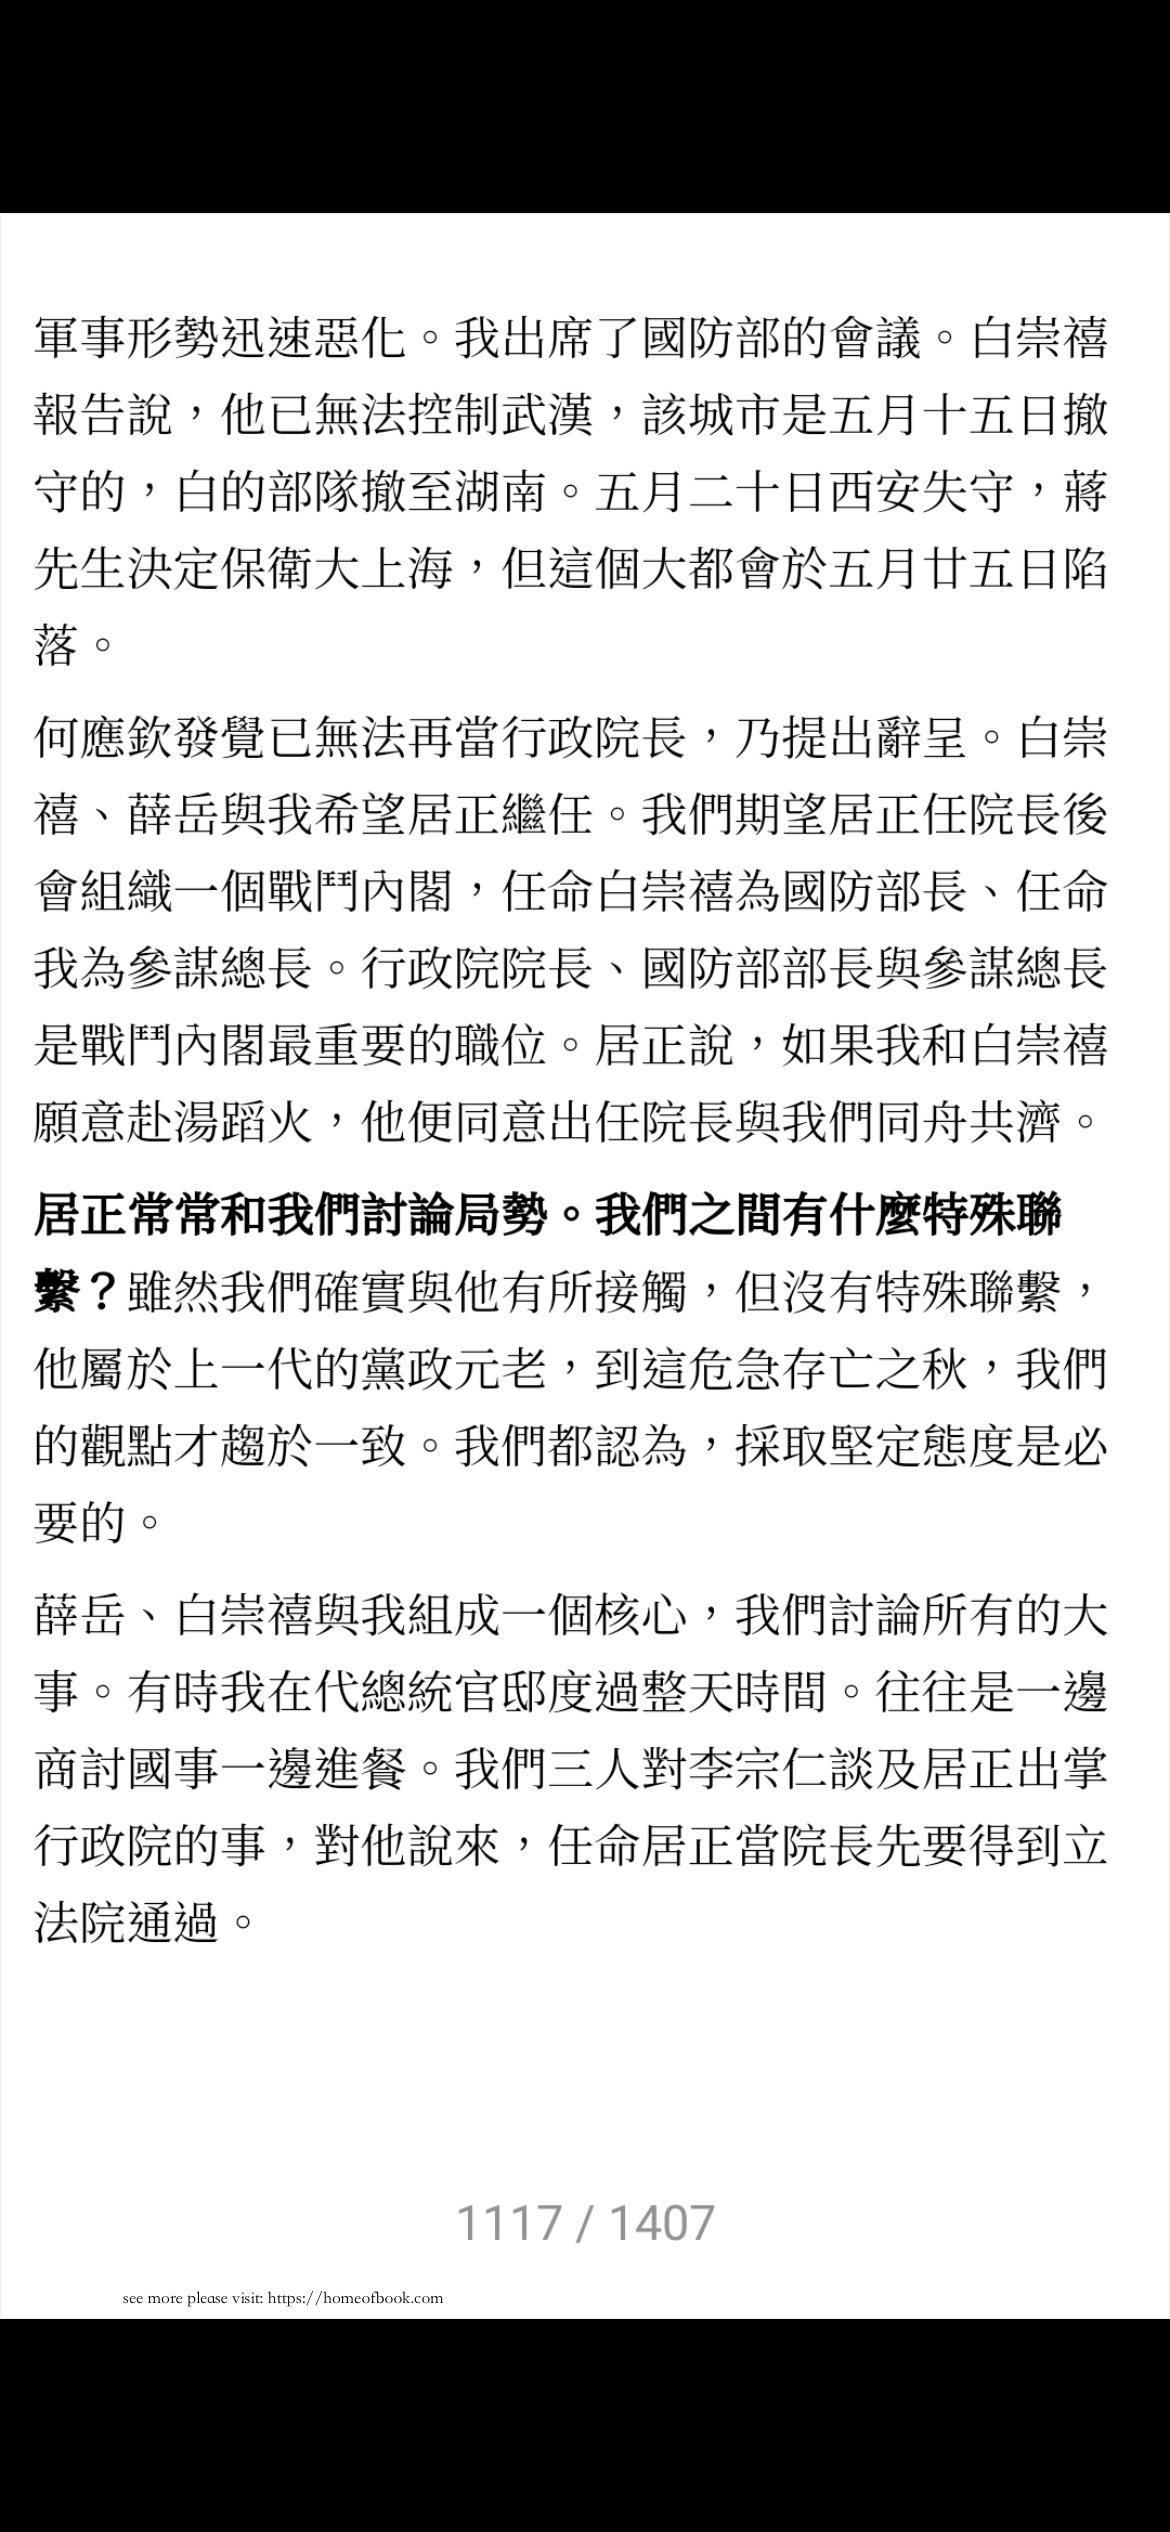 軍事形勢迅速惡化。我出席了國防部的會議。白崇禧
報告說，他已無法控制武漢，該城市是五月十五日撤
守的，白的部隊撤至湖南。五月二十日西安失守，蔣
先生決定保衛大上海，但這個大都會於五月廿五日陷
落。
何應欽發覺已無法再當行政院長，乃提出辭呈。白崇
禧、薛岳與我希望居正繼任。我們期望居正任院長後
會組織一個戰鬥內閣，任命白崇禧為國防部長、任命
我為參謀總長。行政院院長、國防部部長與參謀總長
是戰鬥內閣最重要的職位。居正說，如果我和白崇禧
願意赴湯蹈火，他便同意出任院長與我們同舟共濟。
居正常常和我們討論局勢。我們之間有什麼特殊聯
繫？雖然我們確實與他有所接觸，但沒有特殊聯繫，
他屬於上一代的黨政元老，到這危急存亡之秋，我們
的觀點才趨於一致。我們都認為，採取堅定態度是必
要的。
薛岳、白崇禧與我組成一個核心，我們討論所有的大
事。有時我在代總統官邸度過整天時間。往往是一邊
商討國事一邊進餐。我們三人對李宗仁談及居正出掌
行政院的事，對他說來，任命居正當院長先要得到立
法院通過。
1117 / 1407
see more please visit: https://homeofbook.com